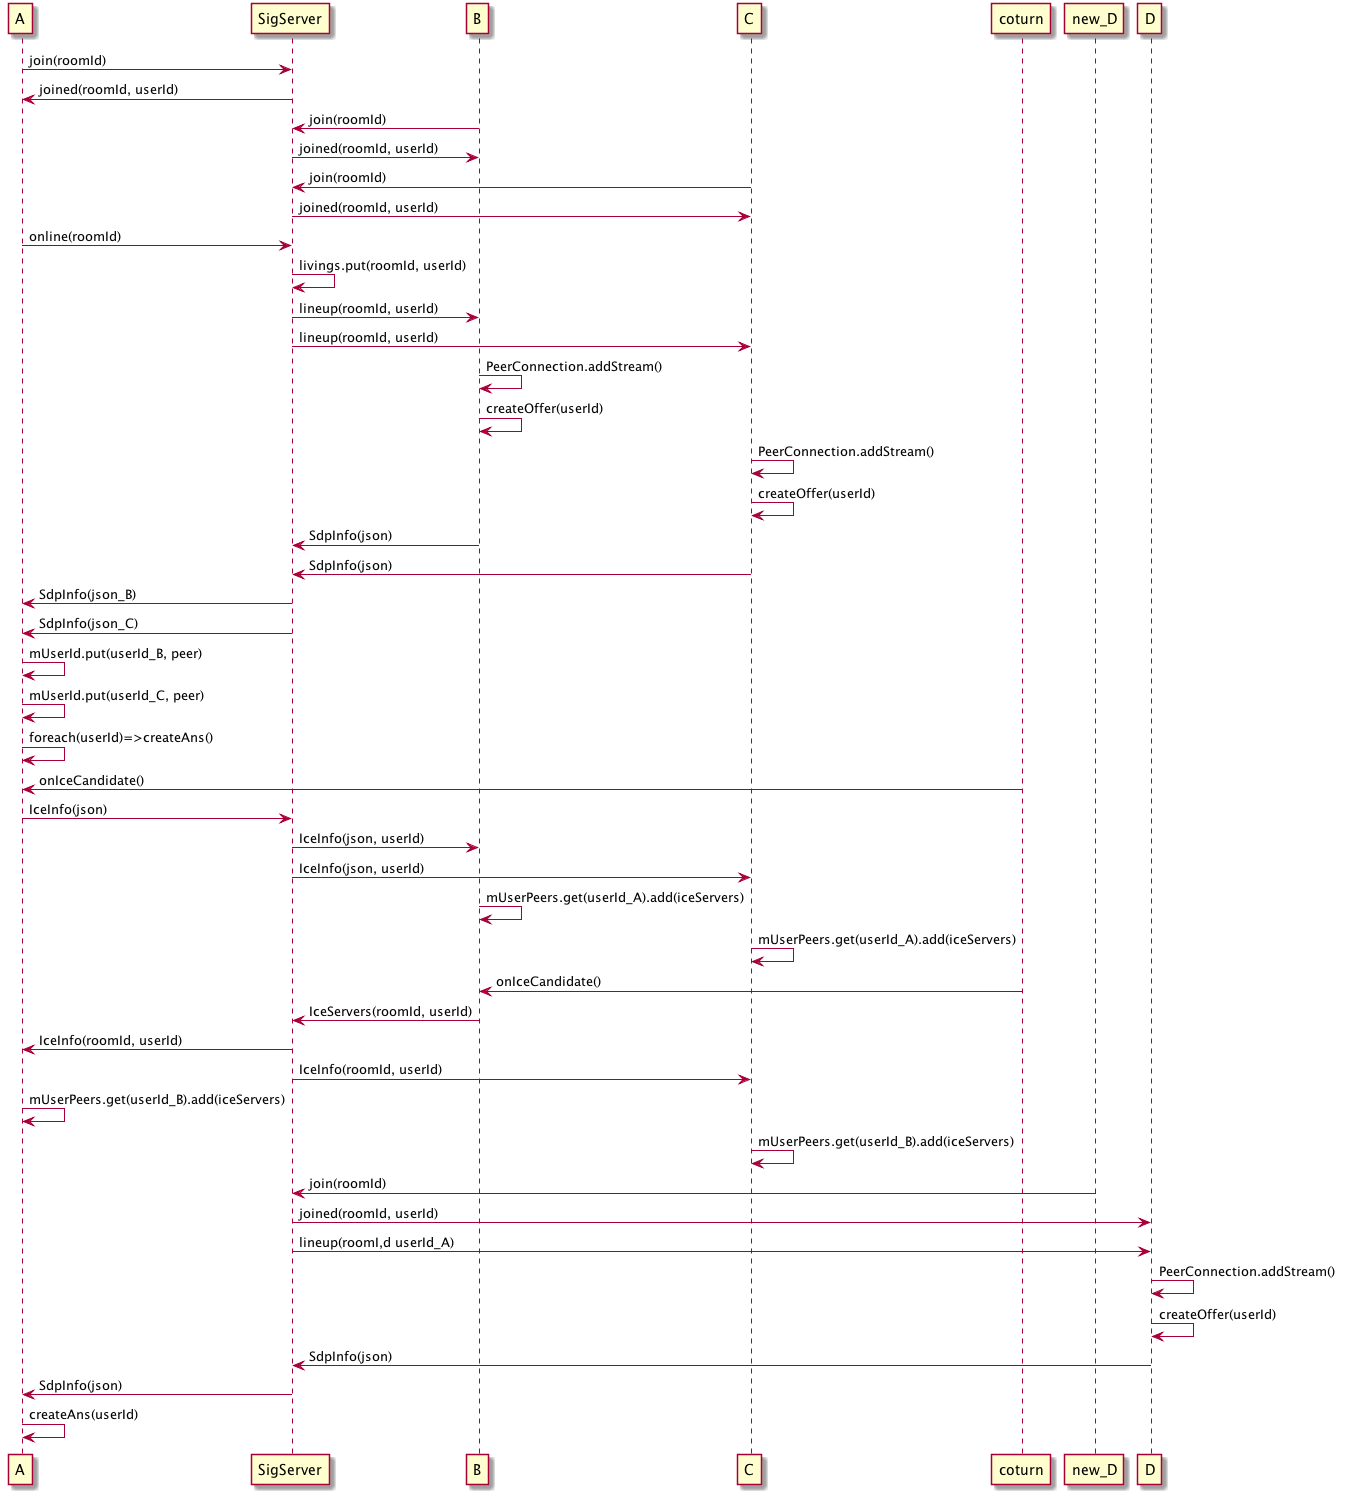 A SigServer B C coturn new_D D
join(roomId)
joined(roomId, userId)
join(roomId)
joined(roomId, userId)
join(roomId)
joined(roomId, userId)
online(roomId)
livings.put(roomId, userId)
lineup(roomId, userId)
lineup(roomId, userId)
PeerConnection.addStream()
createOffer(userId)
PeerConnection.addStream()
createOffer(userId)
SdpInfo(json)
SdpInfo(json)
SdpInfo(json_B)
SdpInfo(json_C)
mUserId.put(userId_B, peer)
mUserId.put(userId_C, peer)
foreach(userId)=>createAns()
onIceCandidate()
IceInfo(json)
IceInfo(json, userId)
IceInfo(json, userId)
mUserPeers.get(userId_A).add(iceServers)
mUserPeers.get(userId_A).add(iceServers)
onIceCandidate()
IceServers(roomId, userId)
IceInfo(roomId, userId)
IceInfo(roomId, userId)
mUserPeers.get(userId_B).add(iceServers)
mUserPeers.get(userId_B).add(iceServers)
join(roomId)
joined(roomId, userId)
lineup(roomI,d userId_A)
PeerConnection.addStream()
createOffer(userId)
SdpInfo(json)
SdpInfo(json)
createAns(userId)
A SigServer B C coturn new_D D